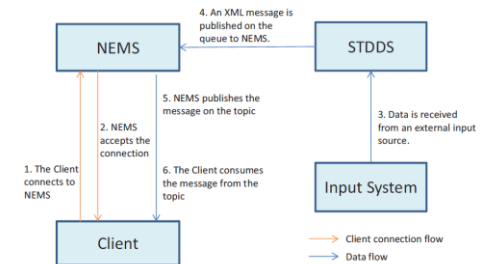 4. An XML message is
published on the
queue to NEMS.
NEMS
STDDS
5. NEMS publishes the
message on the topic
2. NEMS
accepts the
connection
3. Data is received
from an external input
source.
1. The Client
connects to
NEMS
6. The Client consumes
the message from the
topic
Input System
Client
Client connection flow
Data flow